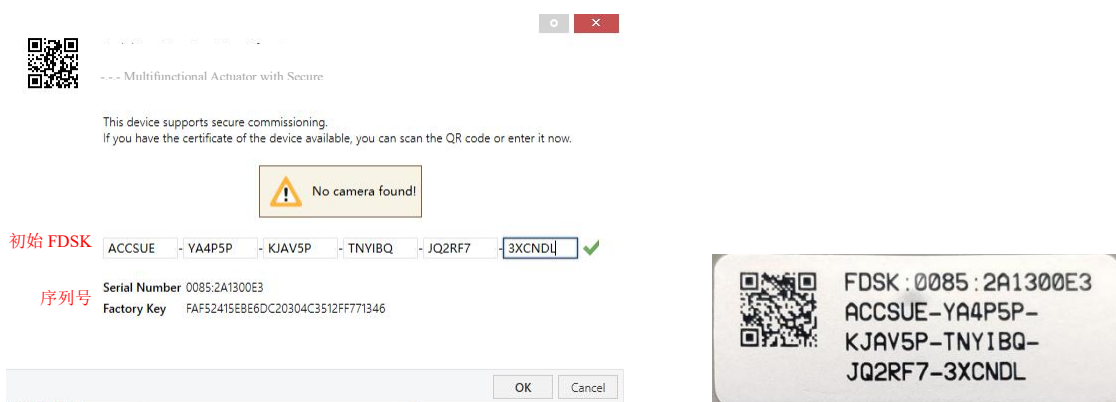 - - - Multifunctional Actuator with Secure
This device supports secure commissioning.
If you have the certificate of the device available, you can scan the QR code or enter it now.
No camera found!
初始 FDSK ACCSUE - YA4P5P - KJAV5P - TNYIBQ - JQ2RF7 - 3XCNDL
序列号
Serial Number 0085:2A1300E3
Factory Key FAF52415EBE6DC20304C3512FF771346
OK Cancel
FDSK:0085:2A1300E3
ACCSUE-YA4P5P-
KJAV5P-TNYIBQ-
JQ2RF7-3XCNDL